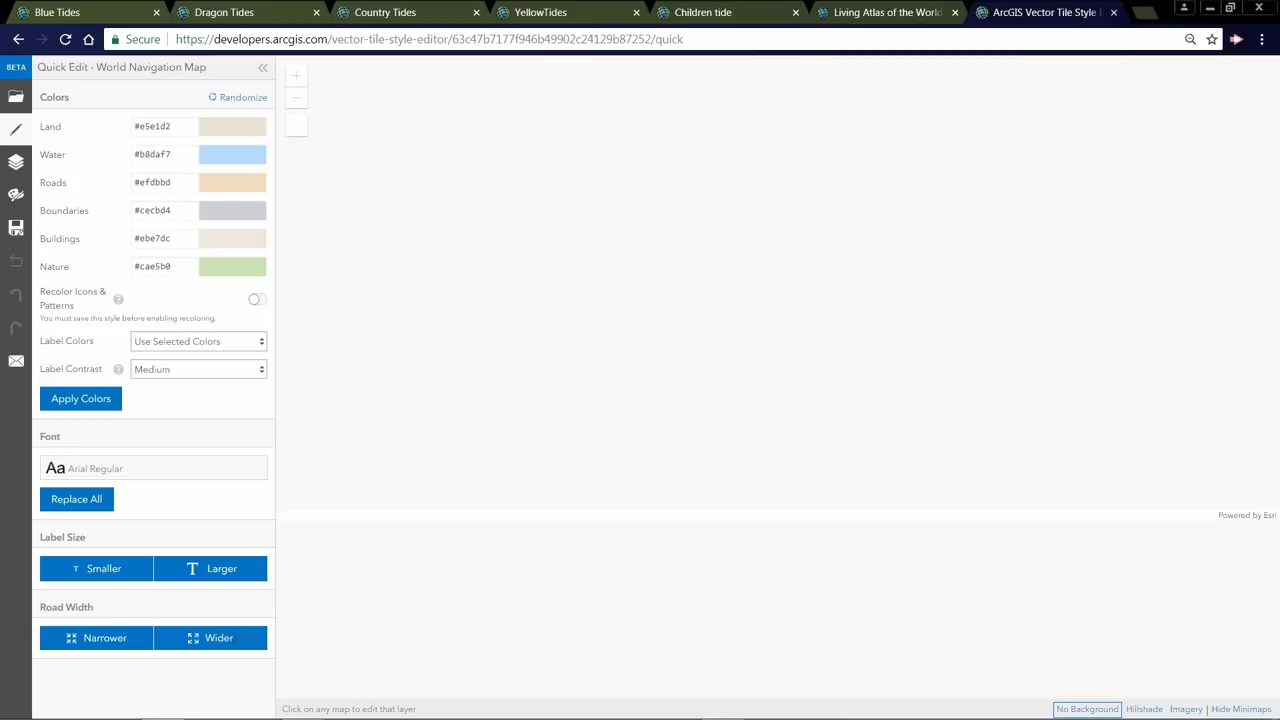 Blue Tides
Dragon Tides
Country Tides
YellowTides
Children tide
Living Atlas of the World
ArcGIS Vector Tile Style E
Secure
https://developers.arcgis.com/vector-tile-style-editor/63c47b7177f946b49902c24129b87252/quick
BETA
Quick Edit - World Navigation Map
Colors
Randomize
Land
#e5e1d2
Water
#b8daf7
Roads
#efdbbd
Boundaries
#cecbd4
Buildings
#ebe7dc
Nature
#cae5b0
Recolor Icons &
Patterns
?
You must save this style before enabling recoloring.
Label Colors
Use Selected Colors
Label Contrast
?
Medium
Apply Colors
Font
Aa Arial Regular
Replace All
Powered by Esri
Label Size
T Smaller
T Larger
Road Width
Narrower
Wider
Click on any map to edit that layer
No Background
Hillshade
Imagery
| Hide Minimaps